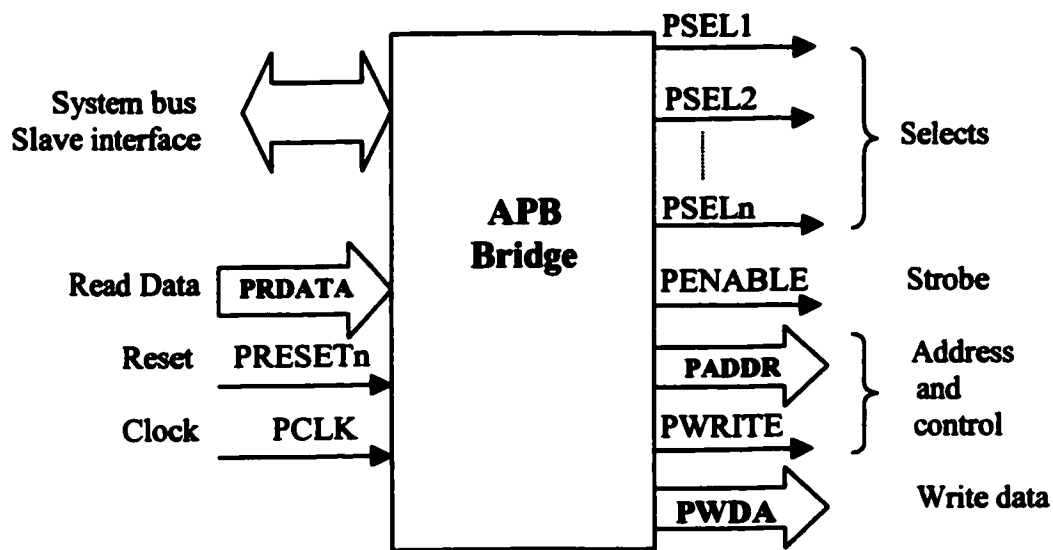 System bus
Slave interface
Read Data
PRDATA
Reset
PRESETn
Clock
PCLK
APB
Bridge
PSEL1
PSEL2
PSELn
Selects
PENABLE
Strobe
PADDR
PWRITE
Address
and
control
PWDA
Write data